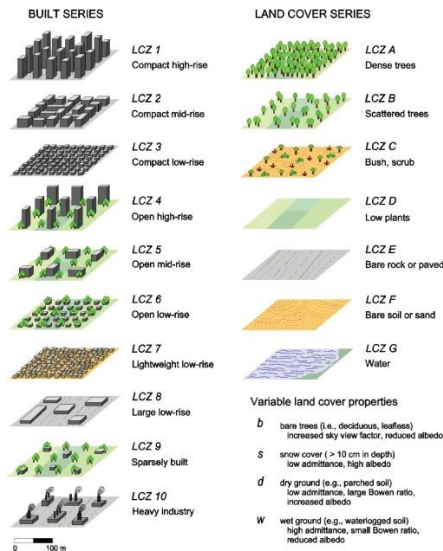 BUILT SERIES
LCZ 1
Compact high-rise
LCZ 2
Compact mid-rise
LCZ 3
Compact low-rise
LCZ 4
Open high-rise
LCZ 5
Open mid-rise
LCZ 6
Open low-rise
LCZ 7
Lightweight low-rise
LCZ 8
Large low-rise
LCZ 9
Sparsely built
LCZ 10
Heavy industry
0 100 m
LAND COVER SERIES
LCZ A
Dense trees
LCZ B
Scattered trees
LCZ C
Bush, scrub
LCZ D
Low plants
LCZ E
Bare rock or paved
LCZ F
Bare soil or sand
LCZ G
Water
Variable land cover properties
b bare trees (i.e., deciduous, leafless)
increased sky view factor, reduced albedo
s snow cover ( > 10 cm in depth)
low admittance, high albedo
d dry ground (e.g., parched soil)
low admittance, large Bowen ratio,
increased albedo
w wet ground (e.g., waterlogged soil)
high admittance, small Bowen ratio,
reduced albedo